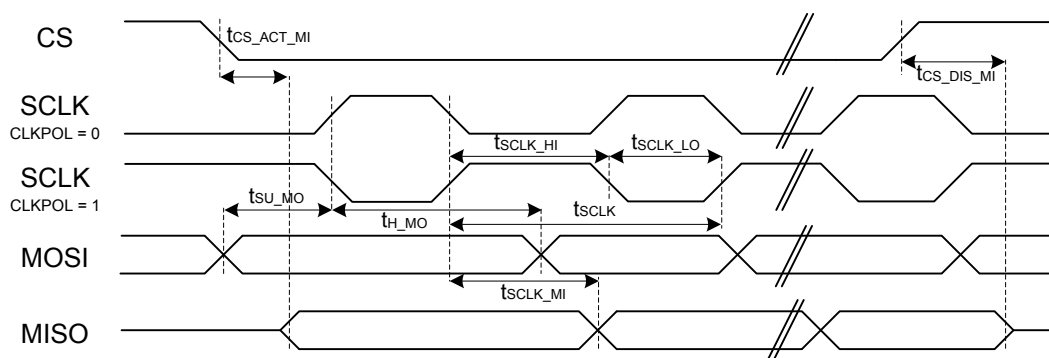 CS
tCS_ACT_MI
tCS_DIS_MI
SCLK
CLKPOL = 0
tSCLK_HI
tSCLK_LO
SCLK
CLKPOL = 1
tSU_MO
tH_MO
tSCLK
MOSI
tSCLK_MI
MISO